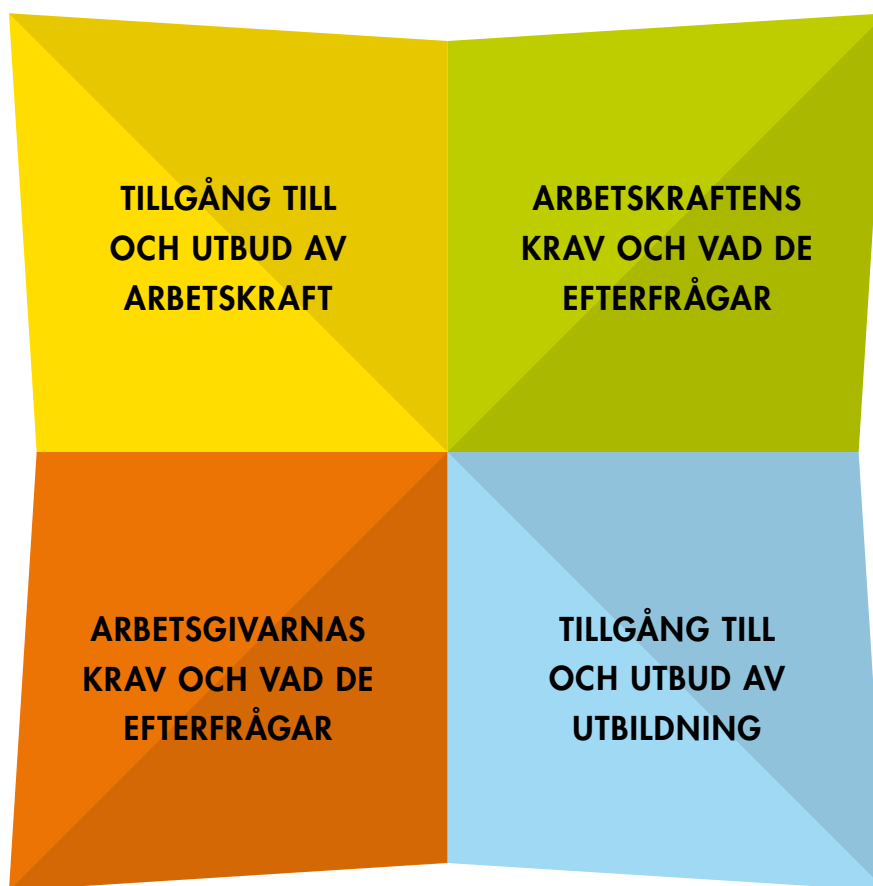 TILLGÅNG TILL
OCH UTBUD AV
ARBETSKRAFT
ARBETSKRAFTENS
KRAV OCH VAD DE
EFTERFRÅGAR
ARBETSGIVARNAS
KRAV OCH VAD DE
EFTERFRÅGAR
TILLGÅNG TILL
OCH UTBUD AV
UTBILDNING